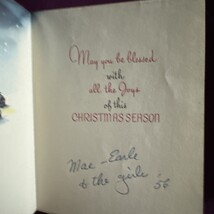 May you be blessed
with
all the Joys
of this
CHRISTMAS SEASON
Mae - Earle
& the girls '56